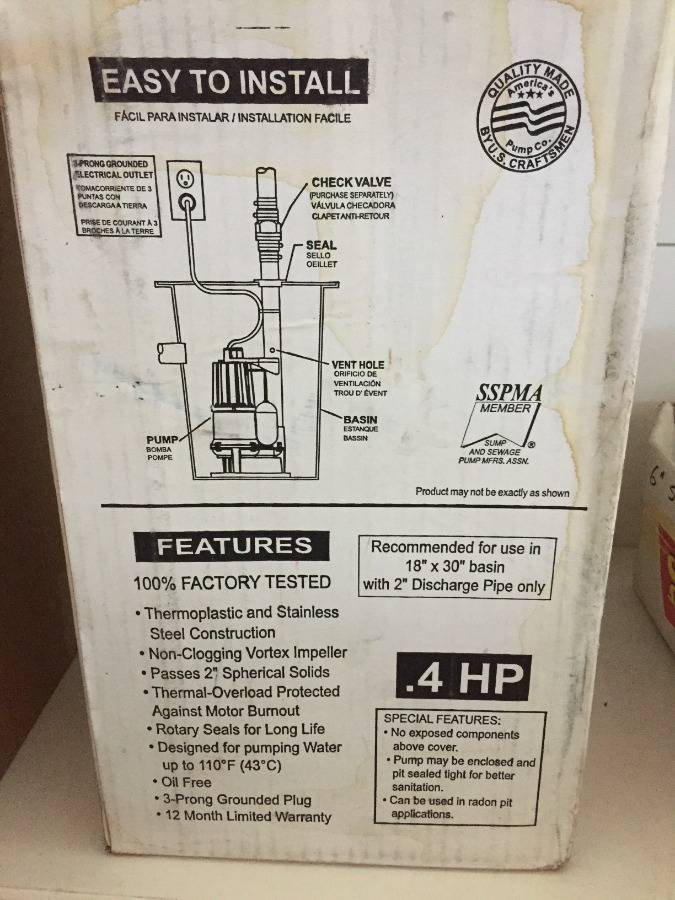 EASY TO INSTALL
FÁCIL PARA INSTALAR / INSTALLATION FACILE
QUALITY MADE
America's
Pump Co.
BY U.S. CRAFTSMEN
3-PRONG GROUNDED
ELECTRICAL OUTLET
TOMACORRIENTE DE 3
PUNTAS CON
DESCARGA A TIERRA
PRISE DE COURANT À 3
BROCHES À LA TERRE
CHECK VALVE
(PURCHASE SEPARATELY)
VÁLVULA CHECADORA
CLAPET ANTI-RETOUR
SEAL
SELLO
OEILLET
VENT HOLE
ORIFICIO DE
VENTILACIÓN
TROU D' ÉVENT
BASIN
ESTANQUE
BASSIN
PUMP
BOMBA
POMPE
SSPMA
MEMBER
SUMP
AND SEWAGE
PUMP MFRS. ASSN.
®
Product may not be exactly as shown
FEATURES
100% FACTORY TESTED
• Thermoplastic and Stainless
Steel Construction
• Non-Clogging Vortex Impeller
• Passes 2" Spherical Solids
• Thermal-Overload Protected
Against Motor Burnout
• Rotary Seals for Long Life
• Designed for pumping Water
up to 110°F (43°C)
• Oil Free
• 3-Prong Grounded Plug
• 12 Month Limited Warranty
Recommended for use in
18" x 30" basin
with 2" Discharge Pipe only
.4 HP
SPECIAL FEATURES:
• No exposed components
above cover.
• Pump may be enclosed and
pit sealed tight for better
sanitation.
• Can be used in radon pit
applications.
6"